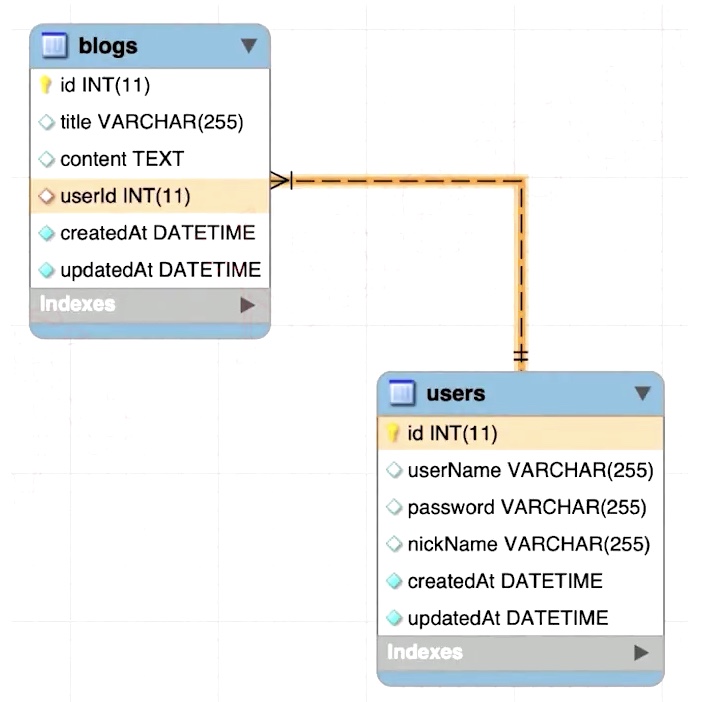 blogs
id INT(11)
title VARCHAR(255)
content TEXT
userId INT(11)
createdAt DATETIME
updatedAt DATETIME
Indexes
users
id INT(11)
userName VARCHAR(255)
password VARCHAR(255)
nickName VARCHAR(255)
createdAt DATETIME
updatedAt DATETIME
Indexes